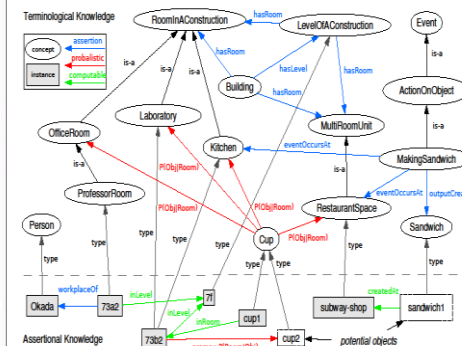 Terminological Knowledge
concept
assertion
probalistic
instance
computable
RoomInAConstruction
hasRoom
LevelOfAConstruction
Event
is-a
is-a
is-a
hasLevel
hasRoom
hasRoom
is-a
Building
ActionOnObject
Laboratory
OfficeRoom
Kitchen
MultiRoomUnit
is-a
eventOccursAt
MakingSandwich
is-a
is-a
P(Obj|Room)
P(Obj|Room)
ProfessorRoom
P(Obj|Room)
RestaurantSpace
eventOccursAt
Person
Cup
P(Obj|Room)
Sandwich
type
type
type
type
type
type
type
type
type
workplaceOf
inLevel
createdAt
Okada
73a2
7f
inLevel
inRoom
cup1
subway-shop
sandwich1
73b2
cup2
potential objects
Assertional Knowledge